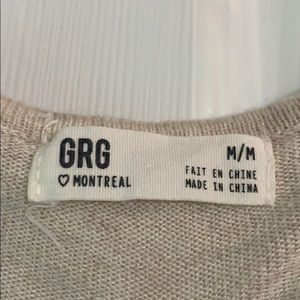 GRG
♡ MONTREAL
M/M
FAIT EN CHINE
MADE IN CHINA